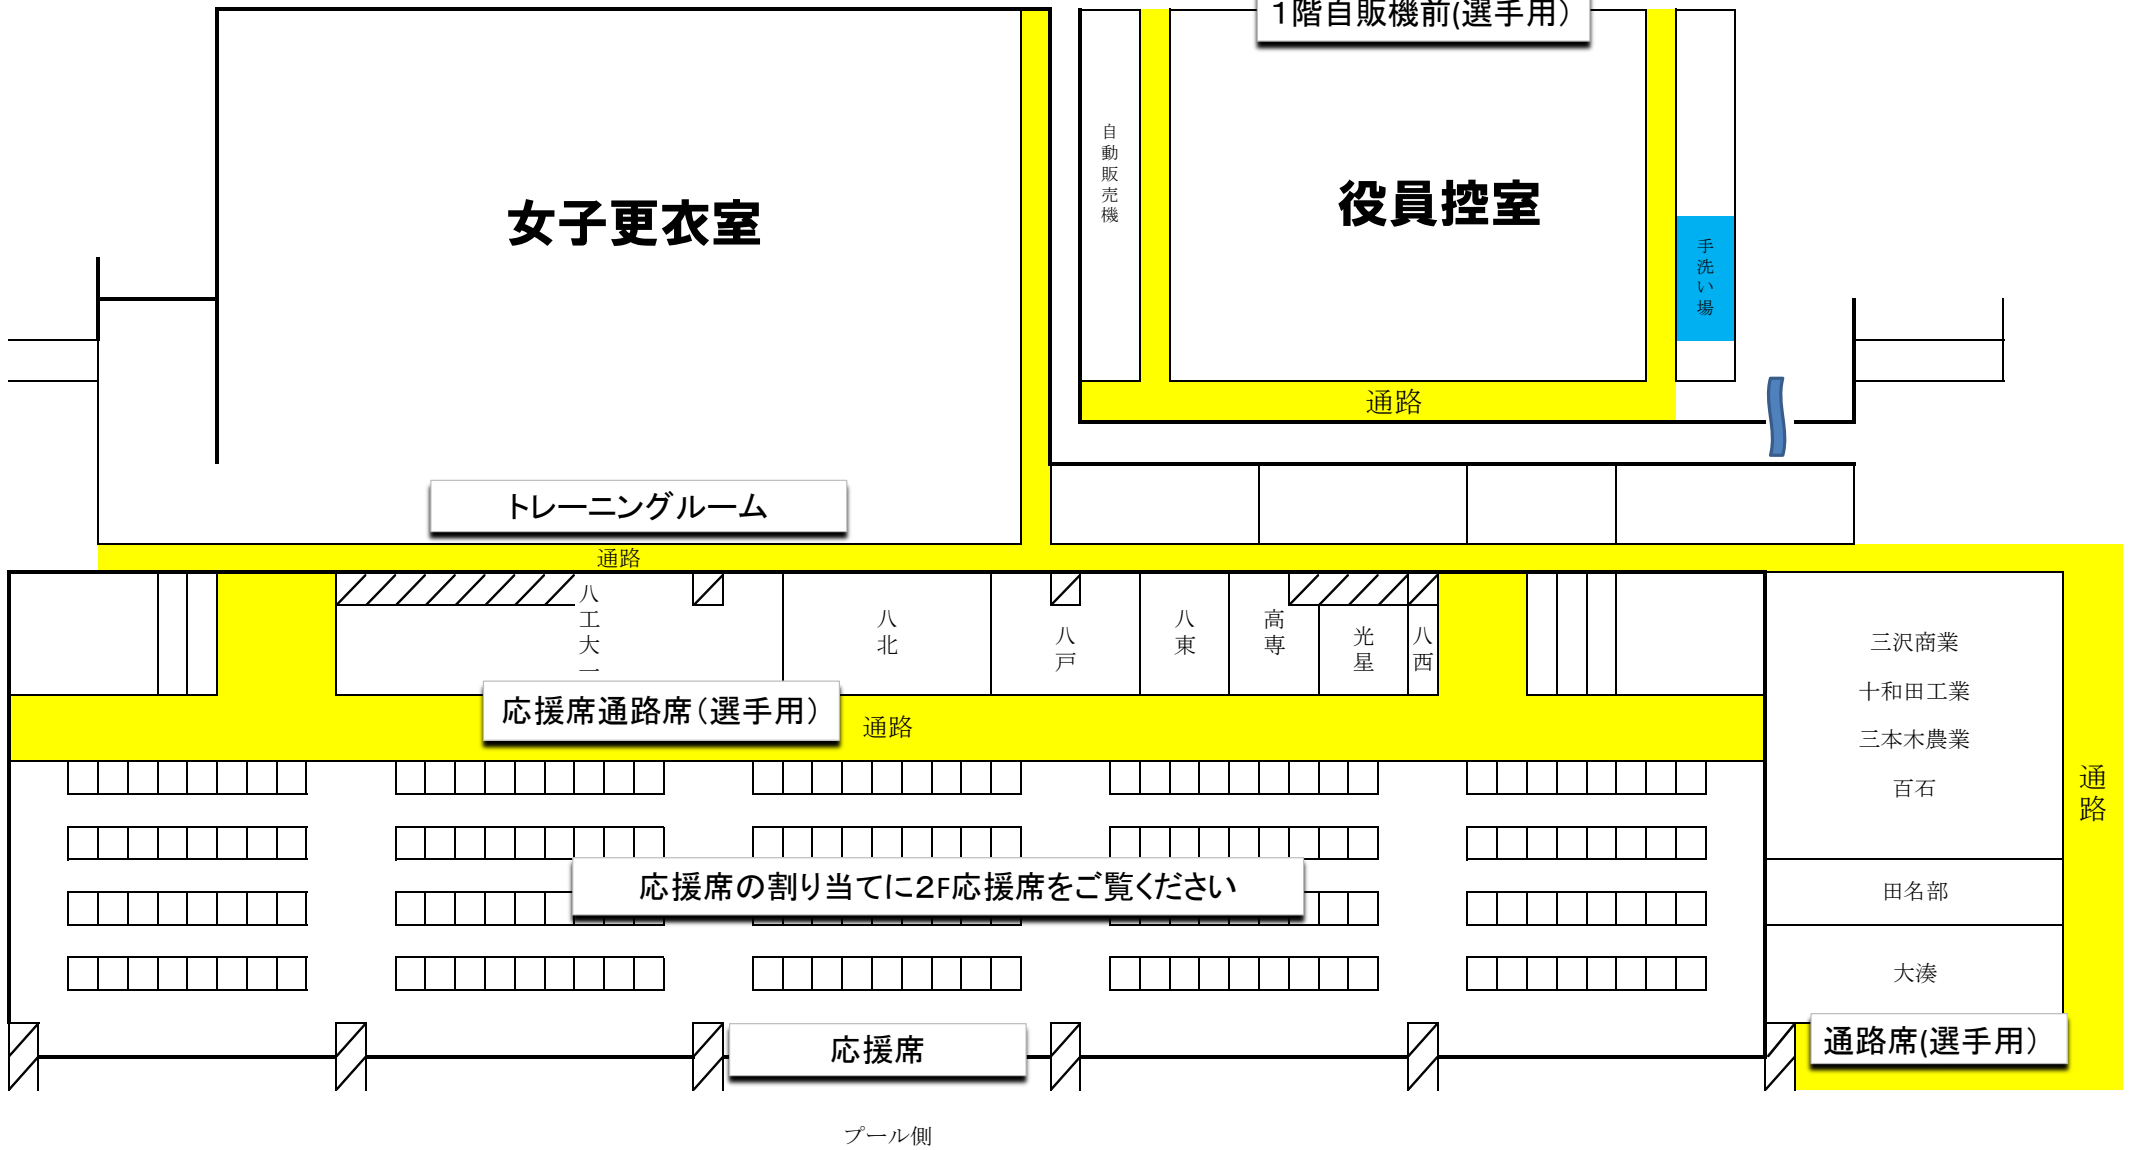 1階自販機前(選手用）
自動販売機
女子更衣室
役員控室
手洗い場
通路
トレーニングルーム
通路
八工大一
八北
八戸
八東
高専
光星
八西
三沢商業
十和田工業
三本木農業
百石
応援席通路席（選手用）
通路
通路
応援席の割り当てに２F応援席をご覧ください
田名部
大湊
応援席
通路席(選手用）
プール側